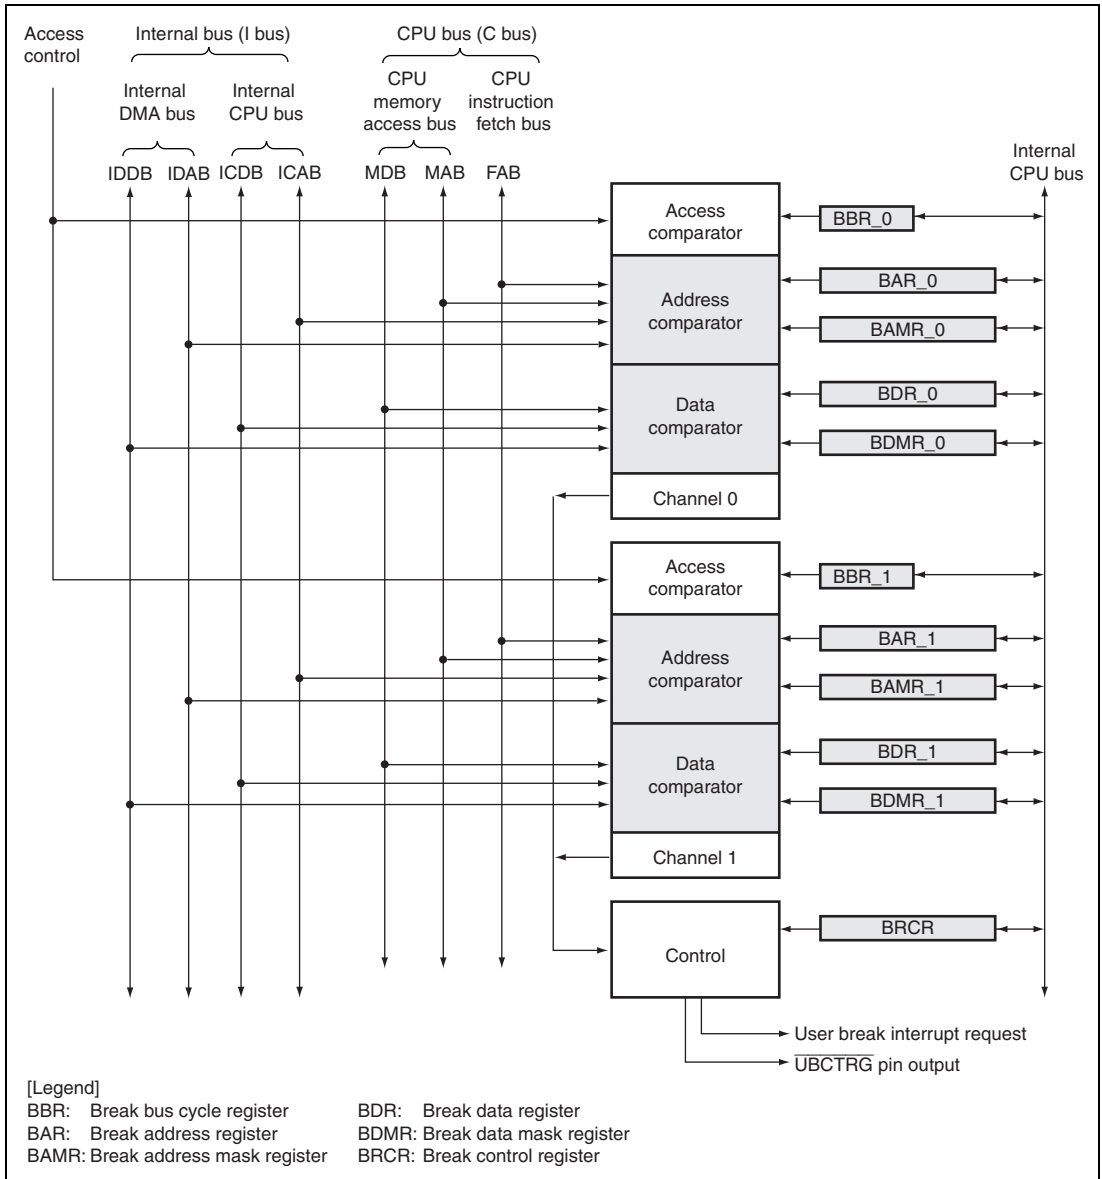 Access
control
Internal bus (I bus)
CPU bus (C bus)
Internal
DMA bus
Internal
CPU bus
CPU
memory
access bus
CPU
instruction
fetch bus
IDDB IDAB ICDB ICAB MDB MAB FAB
Internal
CPU bus
Access
comparator
BBR_0
Address
comparator
BAR_0
BAMR_0
Data
comparator
BDR_0
BDMR_0
Channel 0
Access
comparator
BBR_1
Address
comparator
BAR_1
BAMR_1
Data
comparator
BDR_1
BDMR_1
Channel 1
Control
BRCR
User break interrupt request
UBCTRG pin output
[Legend]
BBR: Break bus cycle register
BAR: Break address register
BAMR: Break address mask register
BDR: Break data register
BDMR: Break data mask register
BRCR: Break control register